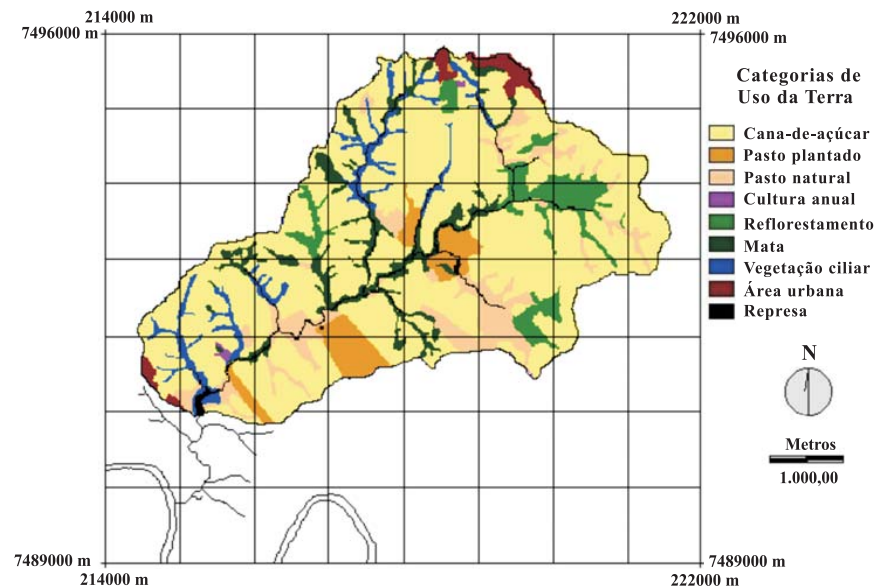 214000 m
222000 m
7496000 m
7496000 m
Categorias de
Uso da Terra
Cana-de-açúcar
Pasto plantado
Pasto natural
Cultura anual
Reflorestamento
Mata
Vegetação ciliar
Área urbana
Represa
N
Metros
1.000,00
7489000 m
7489000 m
214000 m
222000 m